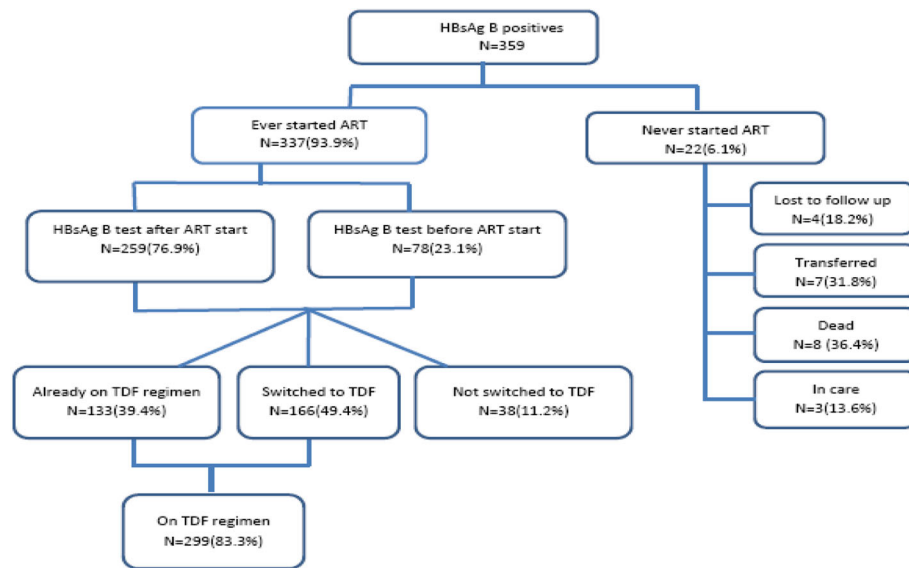 HBsAg B positives
N=359
Ever started ART
N=337(93.9%)
Never started ART
N=22(6.1%)
HBsAg B test after ART start
N=259(76.9%)
HBsAg B test before ART start
N=78(23.1%)
Lost to follow up
N=4(18.2%)
Transferred
N=7(31.8%)
Dead
N=8 (36.4%)
In care
N=3(13.6%)
Already on TDF regimen
N=133(39.4%)
Switched to TDF
N=166(49.4%)
Not switched to TDF
N=38(11.2%)
On TDF regimen
N=299(83.3%)